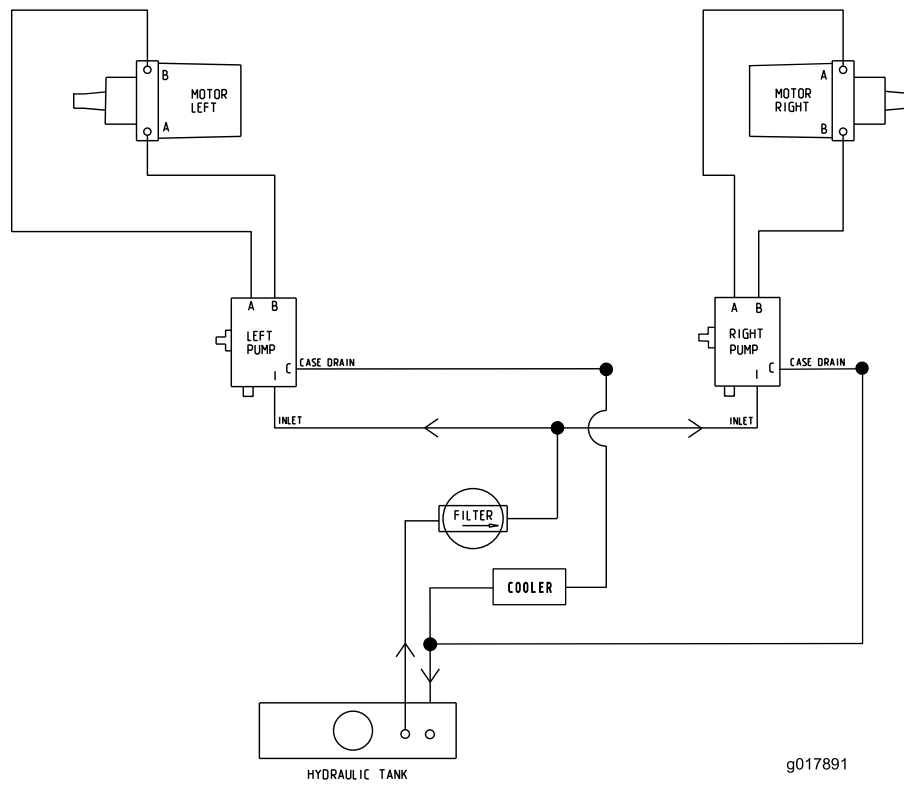 B
MOTOR
LEFT
A
A
MOTOR
RIGHT
B
A B
LEFT
PUMP
C
I
CASE DRAIN
INLET
A B
RIGHT
PUMP
C
I
CASE DRAIN
INLET
FILTER
COOLER
HYDRAULIC TANK
g017891